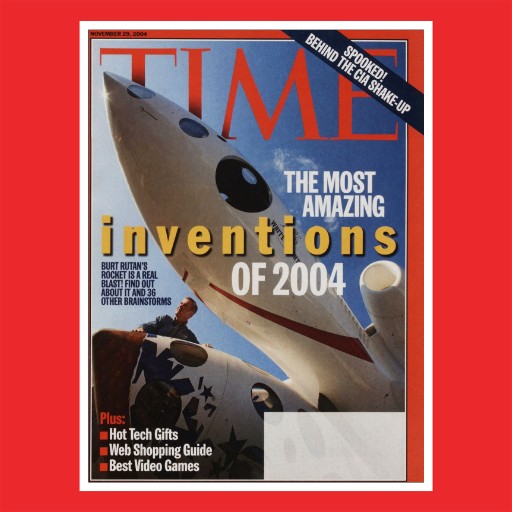 NOVEMBER 29, 2004
TIME
SPOOKED!
BEHIND THE CIA SHAKE-UP
THE MOST
AMAZING
inventions
OF 2004
BURT RUTAN'S
ROCKET IS A REAL
BLAST! FIND OUT
ABOUT IT AND 36
OTHER BRAINSTORMS
Plus:
Hot Tech Gifts
Web Shopping Guide
Best Video Games